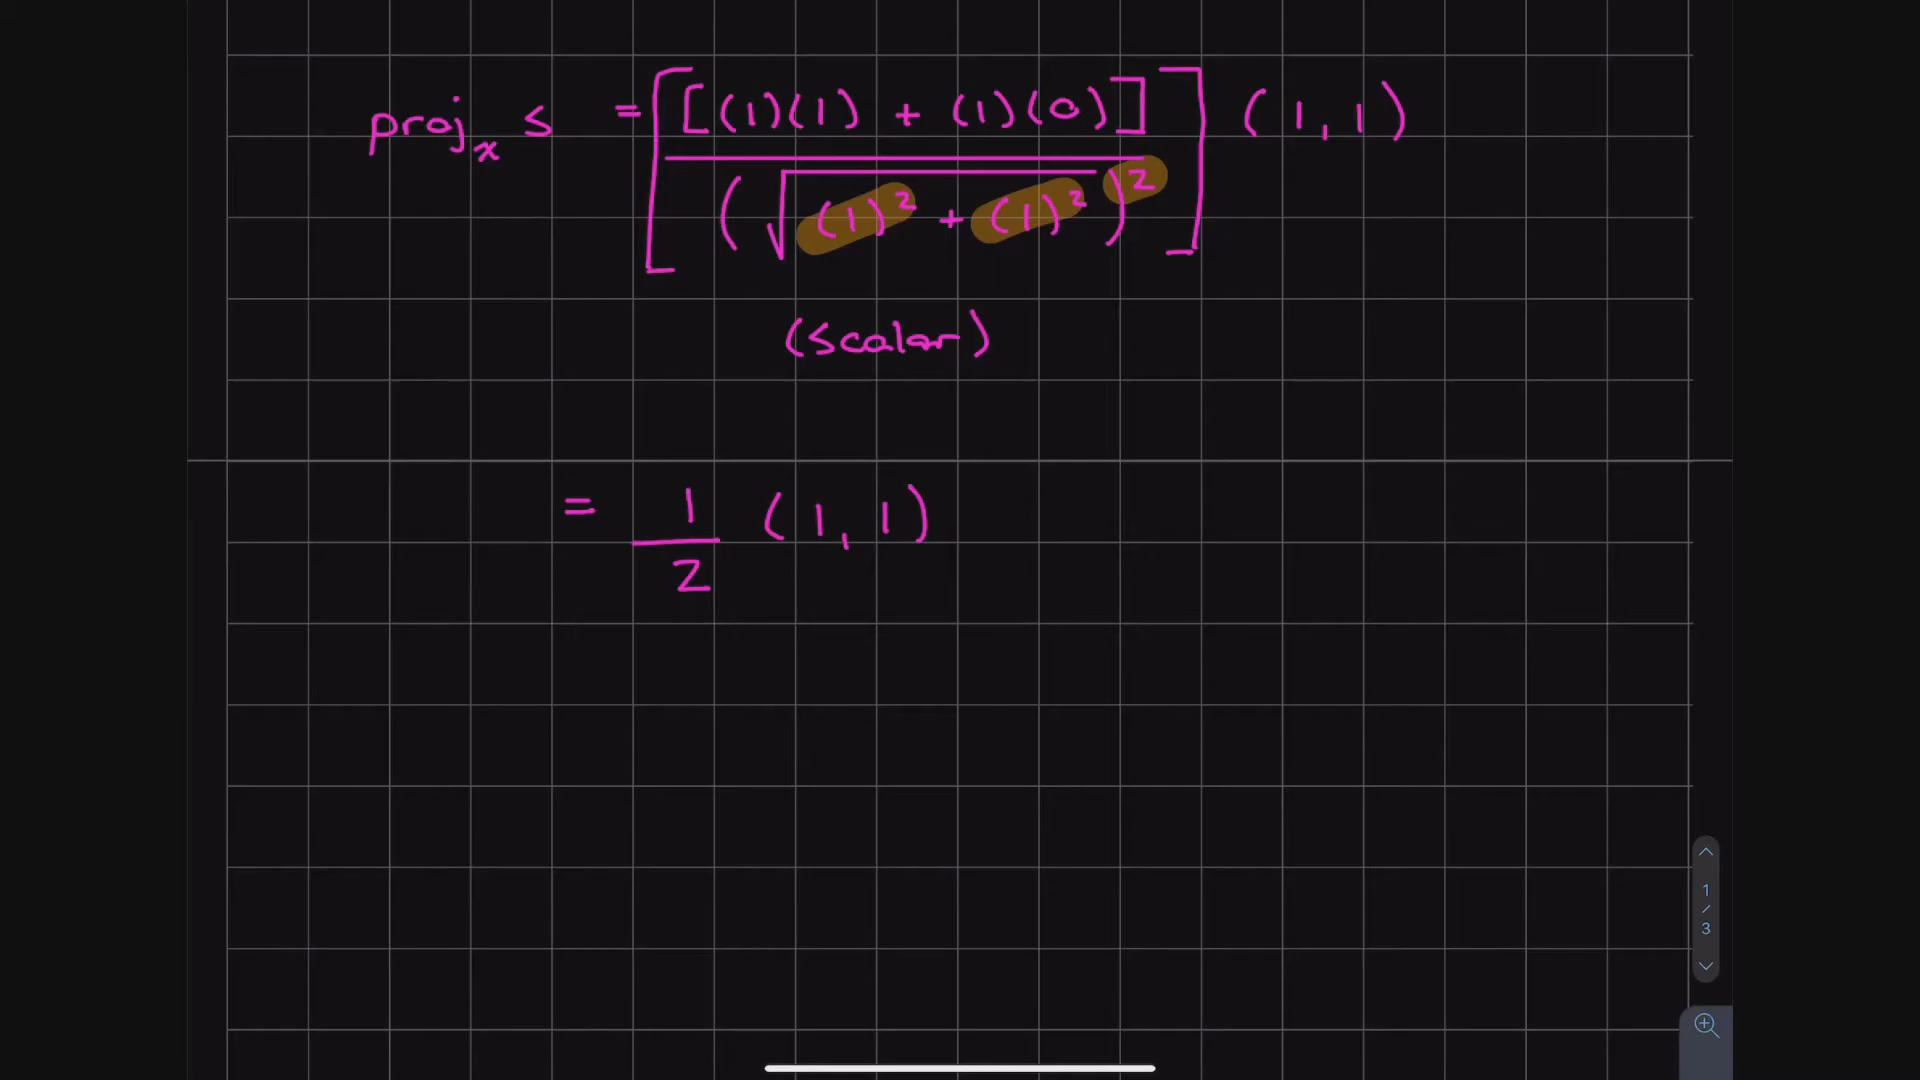 proj_x s = [ [(1)(1) + (1)(0)] / (√((1)² + (1)²))² ] (1, 1)
(scalar)
= 1/2 (1, 1)
1
/
3